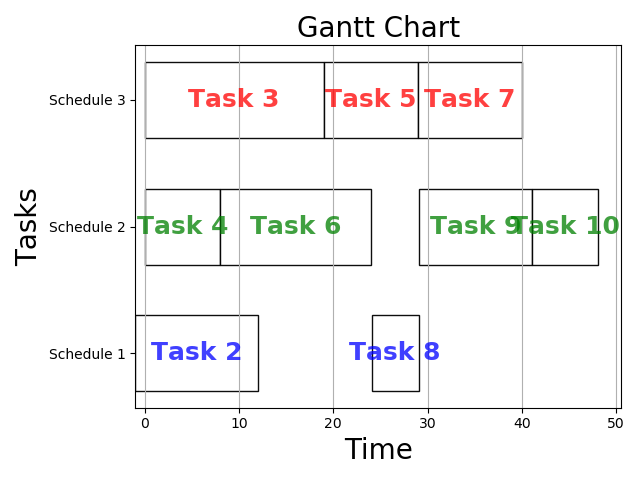 Gantt Chart
Schedule 3
Task 3 Task 5 Task 7
Schedule 2
Task 4 Task 6 Task 9 Task 10
Schedule 1
Task 2 Task 8
Tasks
0 10 20 30 40 50
Time